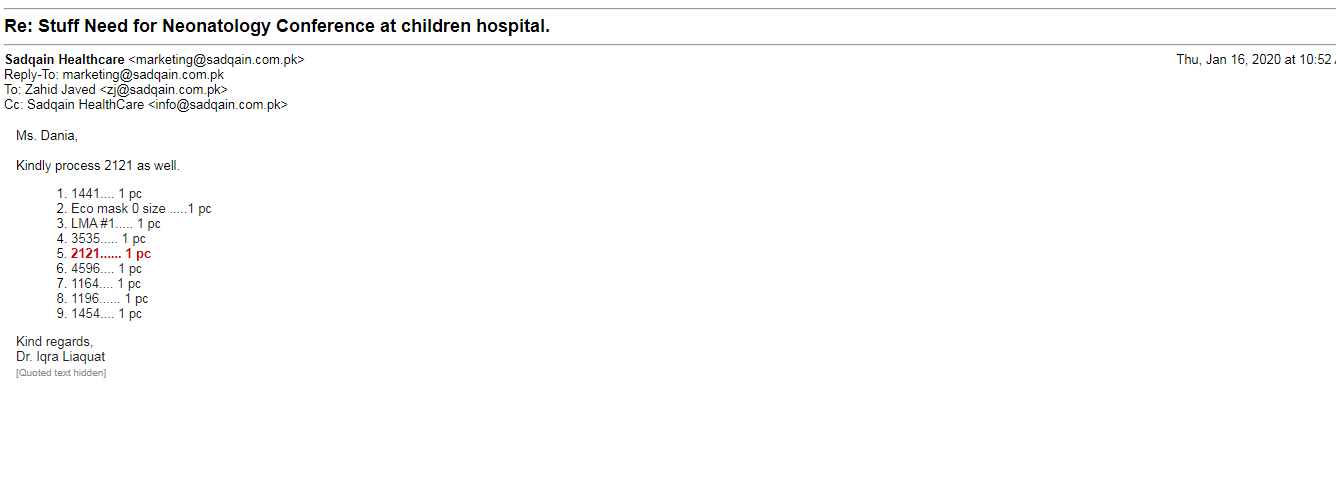 Re: Stuff Need for Neonatology Conference at children hospital.
Sadqain Healthcare <marketing@sadqain.com.pk> Thu, Jan 16, 2020 at 10:52
Reply-To: marketing@sadqain.com.pk
To: Zahid Javed <zj@sadqain.com.pk>
Cc: Sadqain HealthCare <info@sadqain.com.pk>
Ms. Dania,
Kindly process 2121 as well.
1. 1441.... 1 pc
2. Eco mask 0 size .....1 pc
3. LMA #1..... 1 pc
4. 3535..... 1 pc
5. 2121...... 1 pc
6. 4596.... 1 pc
7. 1164.... 1 pc
8. 1196...... 1 pc
9. 1454.... 1 pc
Kind regards,
Dr. Iqra Liaquat
[Quoted text hidden]